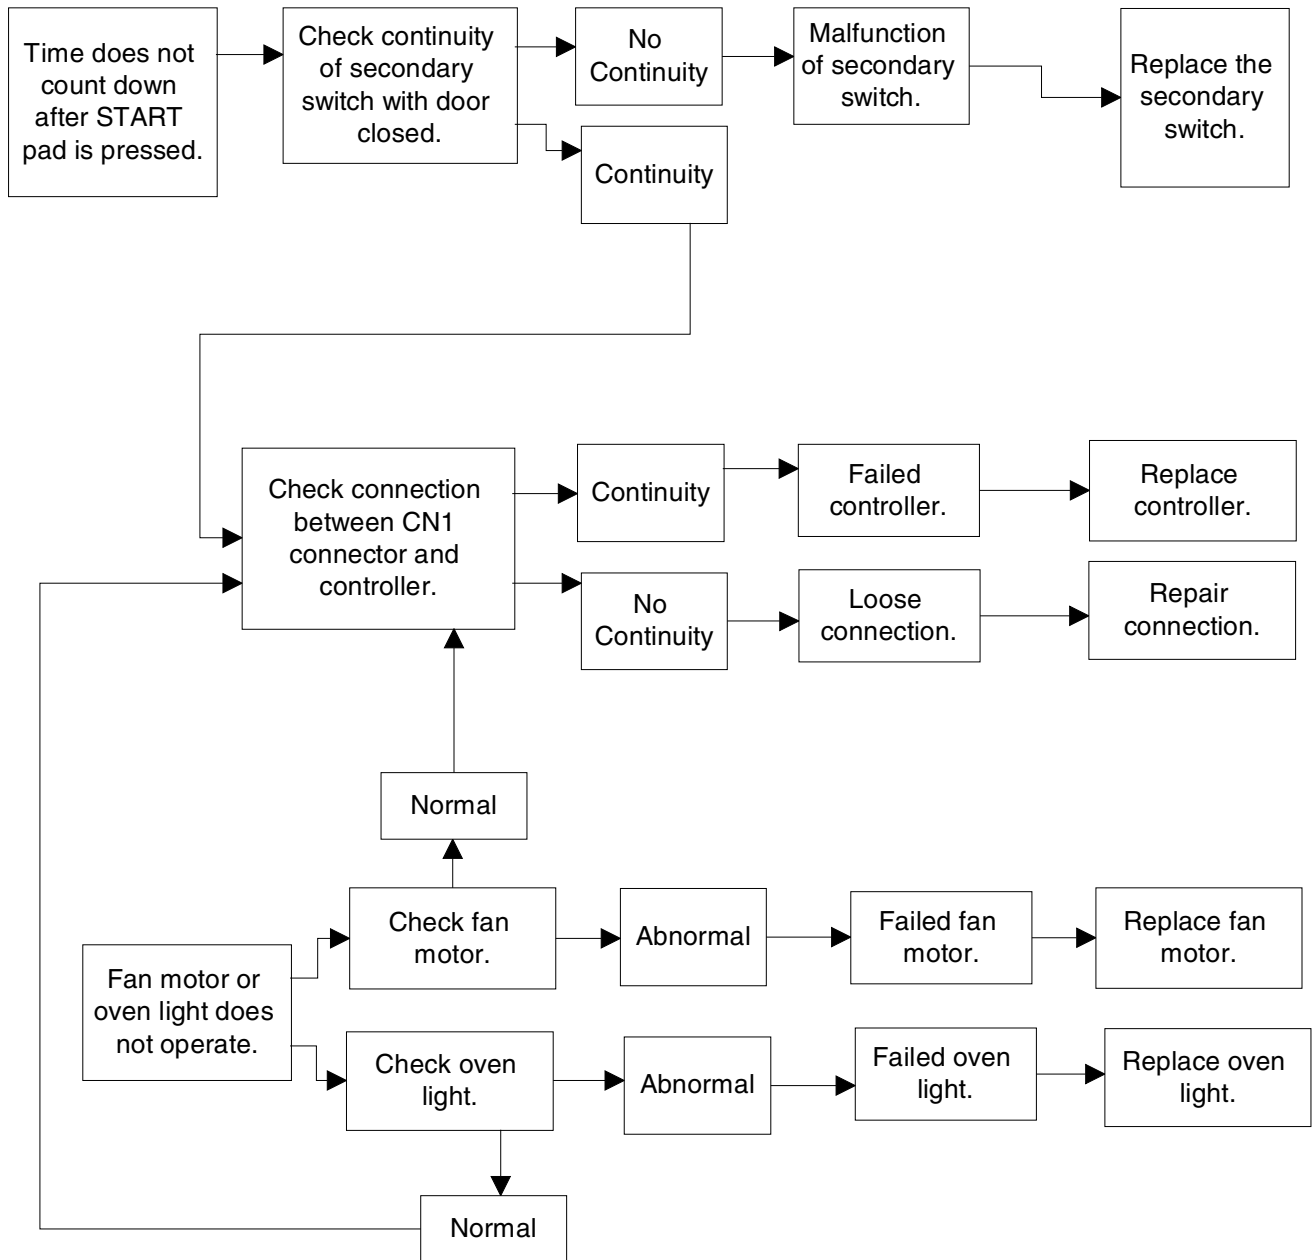 Time does not
count down
after START
pad is pressed.
Check continuity
of secondary
switch with door
closed.
No
Continuity
Malfunction
of secondary
switch.
Replace the
secondary
switch.
Continuity
Check connection
between CN1
connector and
controller.
Continuity
Failed
controller.
Replace
controller.
No
Continuity
Loose
connection.
Repair
connection.
Normal
Fan motor or
oven light does
not operate.
Check fan
motor.
Abnormal
Failed fan
motor.
Replace fan
motor.
Check oven
light.
Abnormal
Failed oven
light.
Replace oven
light.
Normal